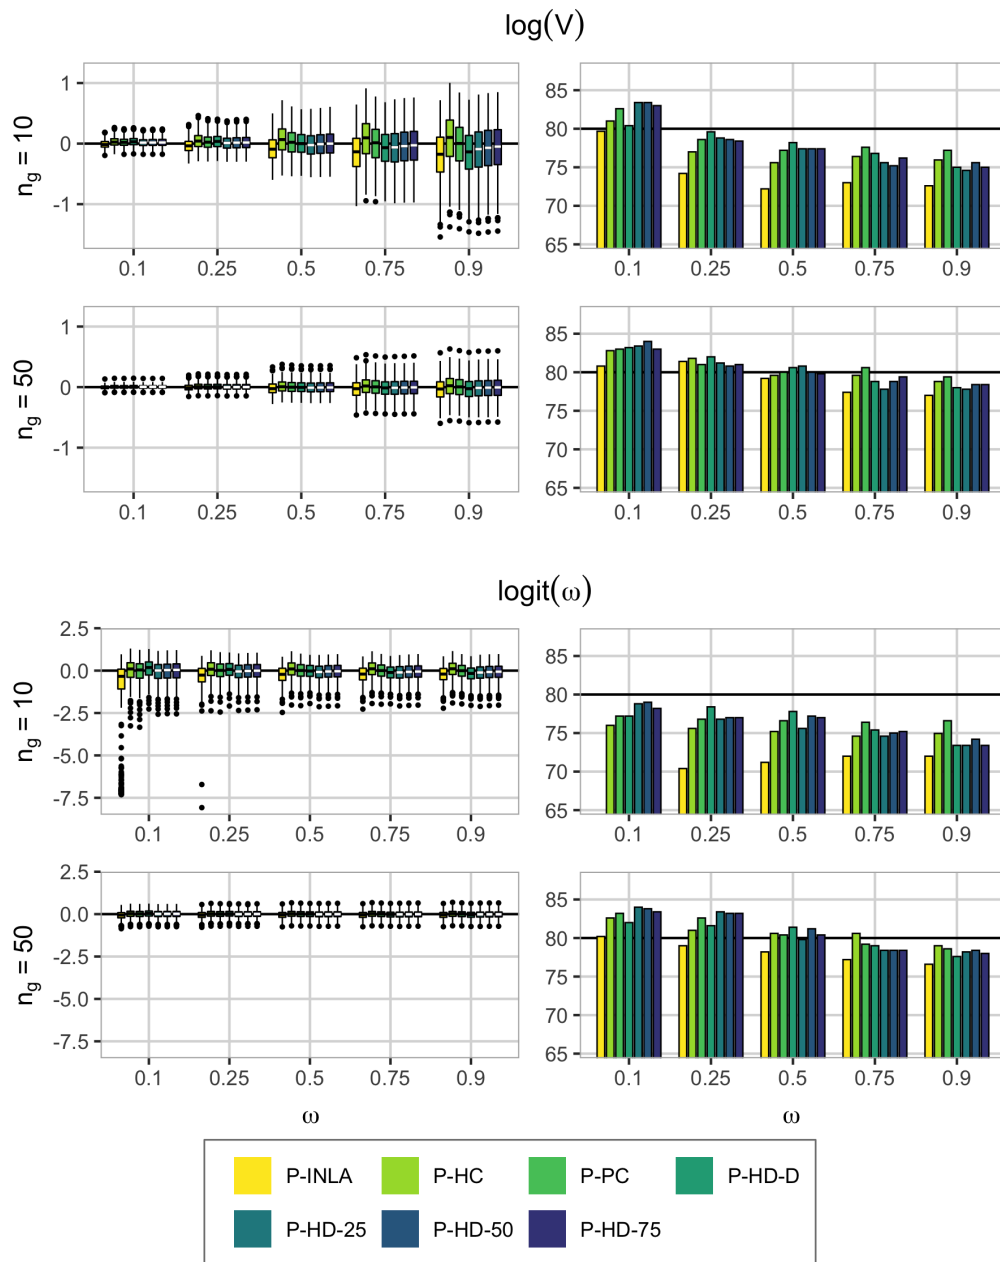 log(V)
n_g = 10
1
0
-1
0.1 0.25 0.5 0.75 0.9
85
80
75
70
65
0.1 0.25 0.5 0.75 0.9
n_g = 50
1
0
-1
0.1 0.25 0.5 0.75 0.9
85
80
75
70
65
0.1 0.25 0.5 0.75 0.9
logit(ω)
n_g = 10
2.5
0.0
-2.5
-5.0
-7.5
0.1 0.25 0.5 0.75 0.9
85
80
75
70
65
0.1 0.25 0.5 0.75 0.9
n_g = 50
2.5
0.0
-2.5
-5.0
-7.5
0.1 0.25 0.5 0.75 0.9
85
80
75
70
65
0.1 0.25 0.5 0.75 0.9
ω ω
P-INLA P-HC P-PC P-HD-D
P-HD-25 P-HD-50 P-HD-75